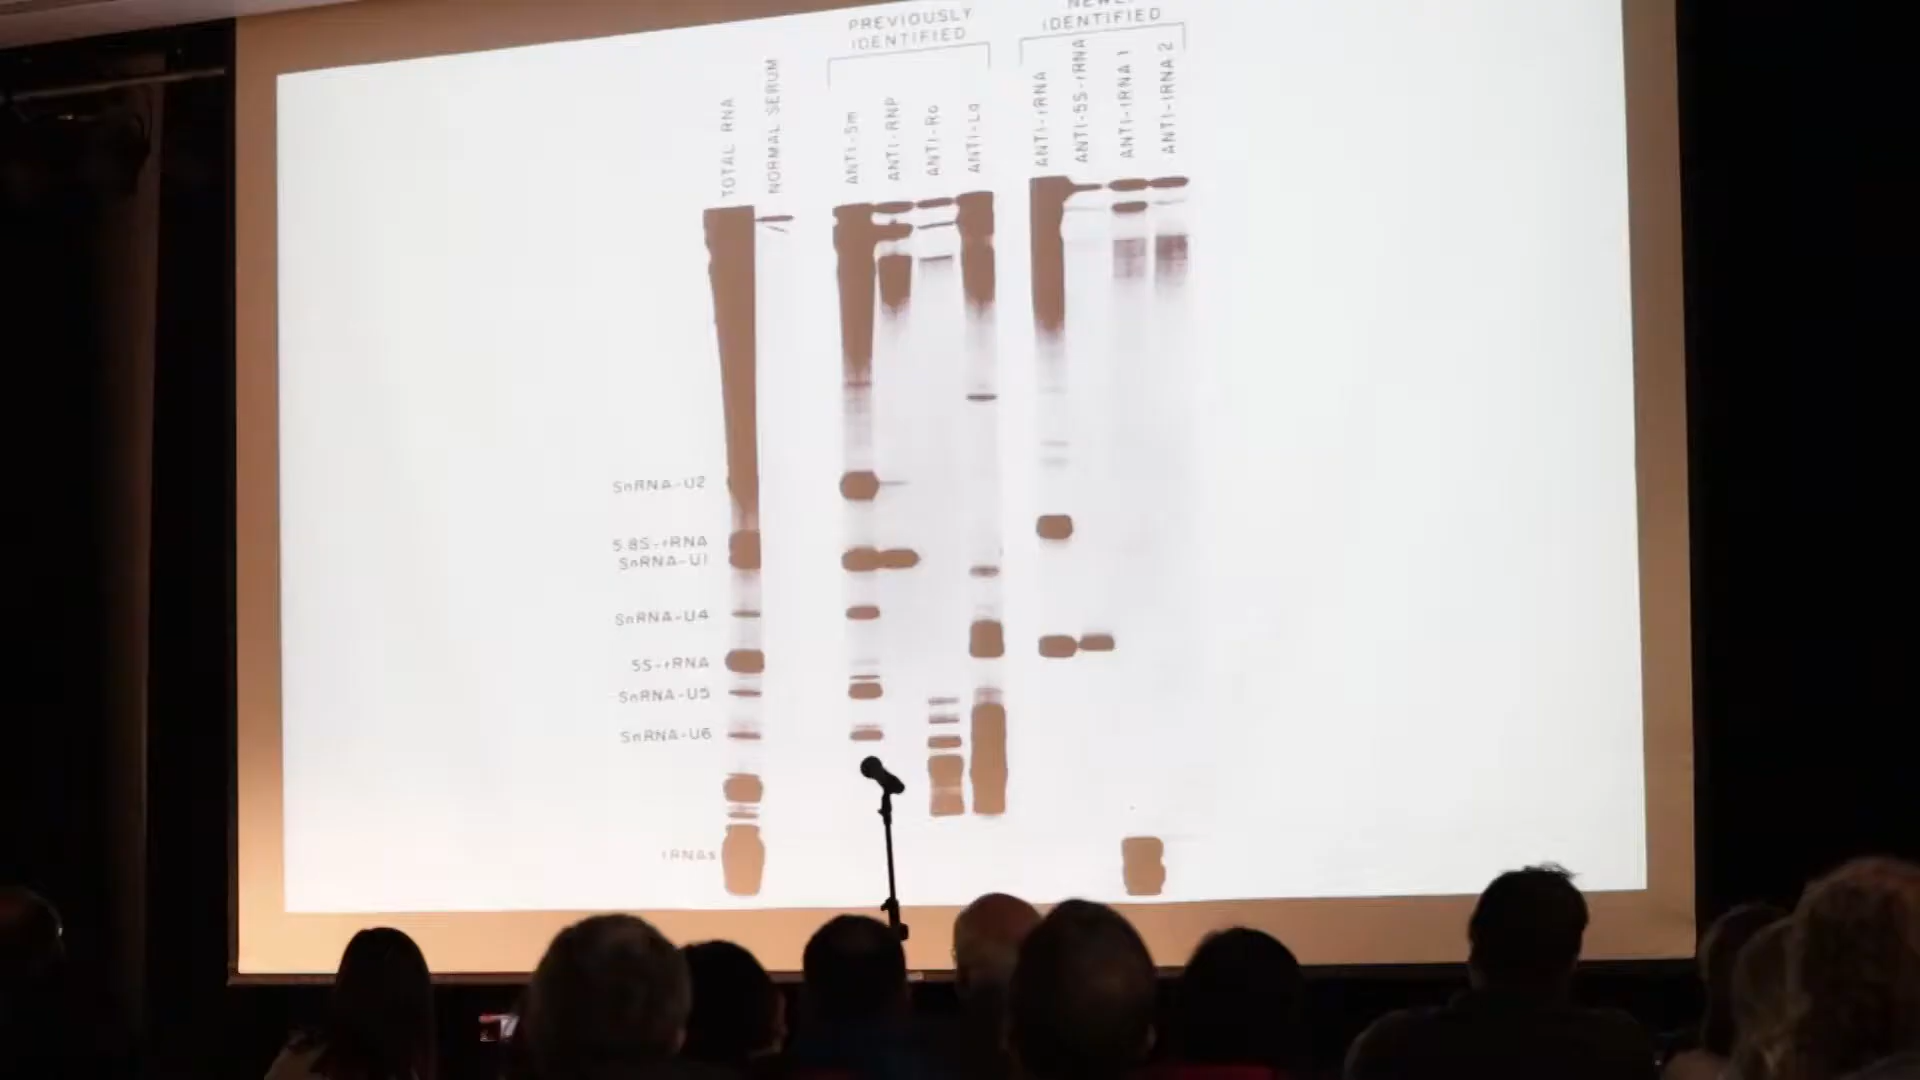 PREVIOUSLY
IDENTIFIED
IDENTIFIED
TOTAL RNA
NORMAL SERUM
ANTI-Sm
ANTI-RNP
ANTI-Ro
ANTI-La
ANTI-rRNA
ANTI-5S-rRNA
ANTI-tRNA 1
ANTI-tRNA 2
SnRNA-U2
5.8S-rRNA
SnRNA-U1
SnRNA-U4
5S-rRNA
SnRNA-U5
SnRNA-U6
tRNAs